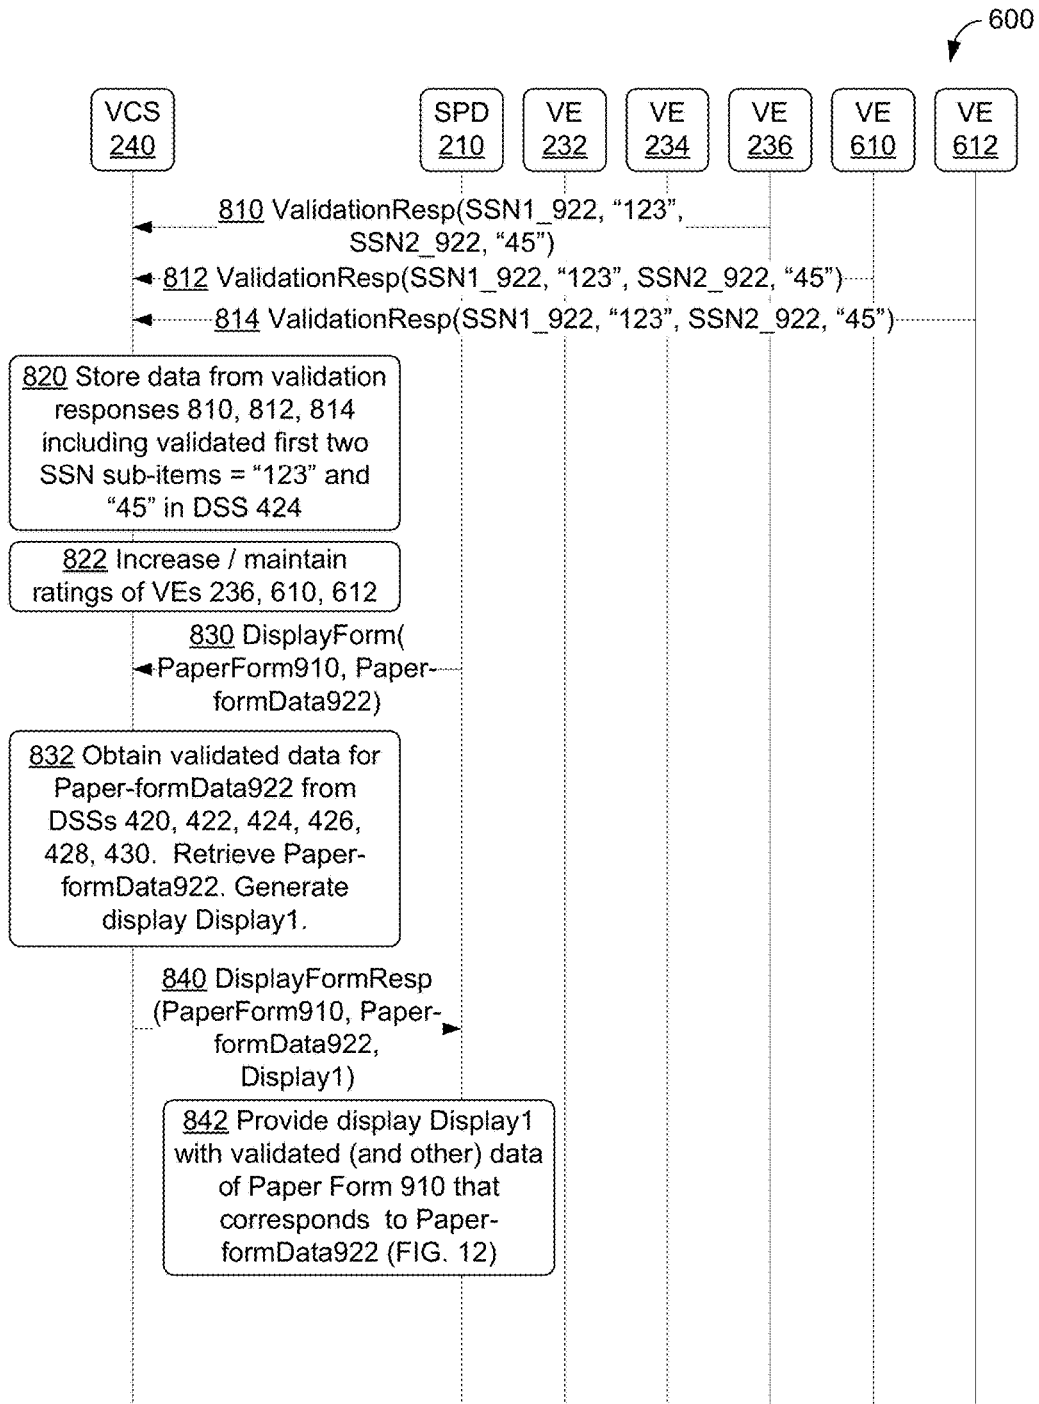 600
VCS
240
SPD
210
VE
232
VE
234
VE
236
VE
610
VE
612
810 ValidationResp(SSN1_922, “123”,
SSN2_922, “45”)
812 ValidationResp(SSN1_922, “123”, SSN2_922, “45”)
814 ValidationResp(SSN1_922, “123”, SSN2_922, “45”)
820 Store data from validation
responses 810, 812, 814
including validated first two
SSN sub-items = “123” and
“45” in DSS 424
822 Increase / maintain
ratings of VEs 236, 610, 612
830 DisplayForm(
PaperForm910, Paper-
formData922)
832 Obtain validated data for
Paper-formData922 from
DSSs 420, 422, 424, 426,
428, 430. Retrieve Paper-
formData922. Generate
display Display1.
840 DisplayFormResp
(PaperForm910, Paper-
formData922,
Display1)
842 Provide display Display1
with validated (and other) data
of Paper Form 910 that
corresponds to Paper-
formData922 (FIG. 12)